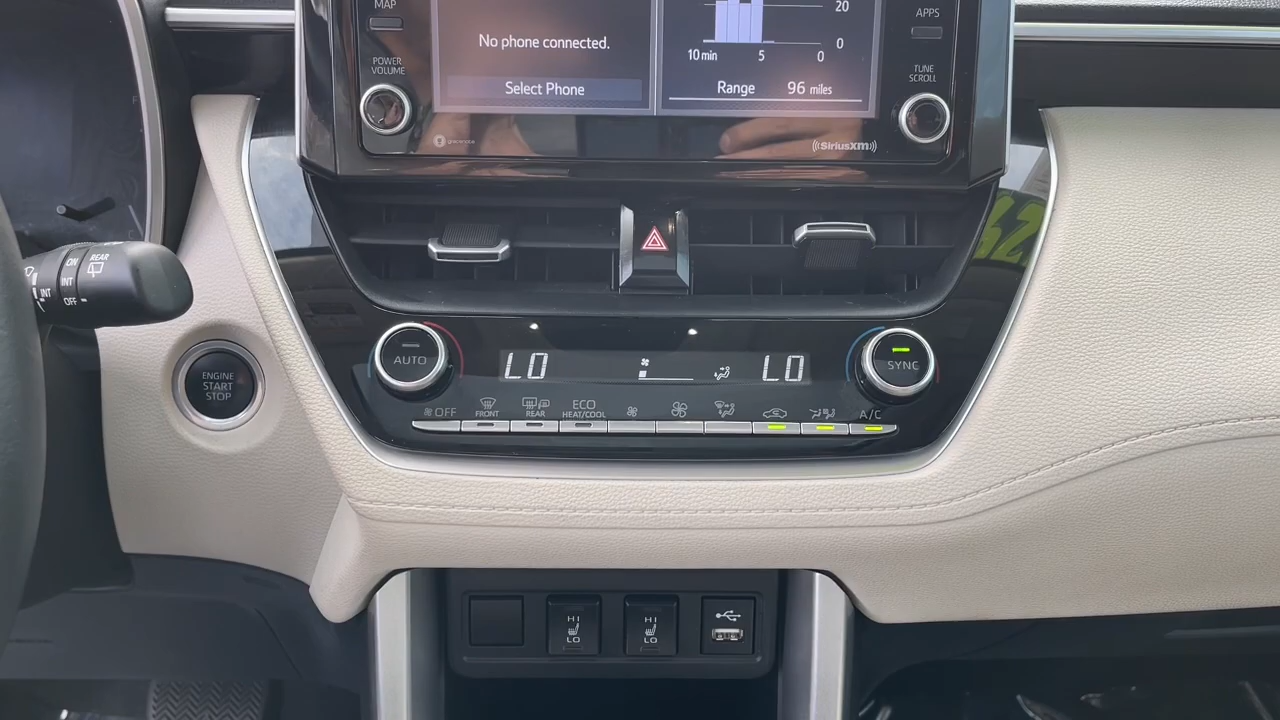 MAP
POWER
VOLUME
No phone connected.
Select Phone
20
0
10 min 5 0
Range 96 miles
APPS
TUNE
SCROLL
gracenote
SiriusXM
ON
INT
OFF
REAR
INT
ENGINE
START
STOP
AUTO
LO
LO
SYNC
OFF
FRONT
REAR
ECO
HEAT/COOL
A/C
HI
LO
HI
LO